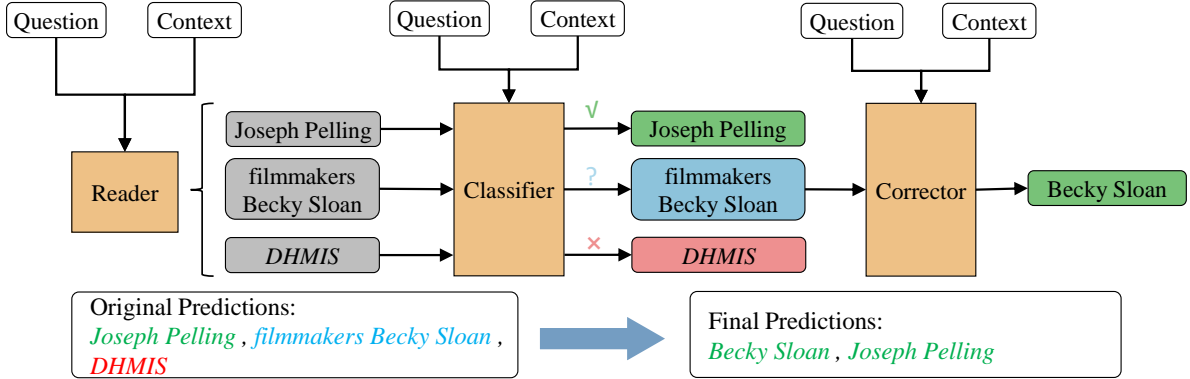 Question
Context
Question
Context
Question
Context
Reader
Joseph Pelling
filmmakers
Becky Sloan
DHMIS
Classifier
√
?
×
Joseph Pelling
filmmakers
Becky Sloan
DHMIS
Corrector
Becky Sloan
Original Predictions:
Joseph Pelling , filmmakers Becky Sloan ,
DHMIS
Final Predictions:
Becky Sloan , Joseph Pelling